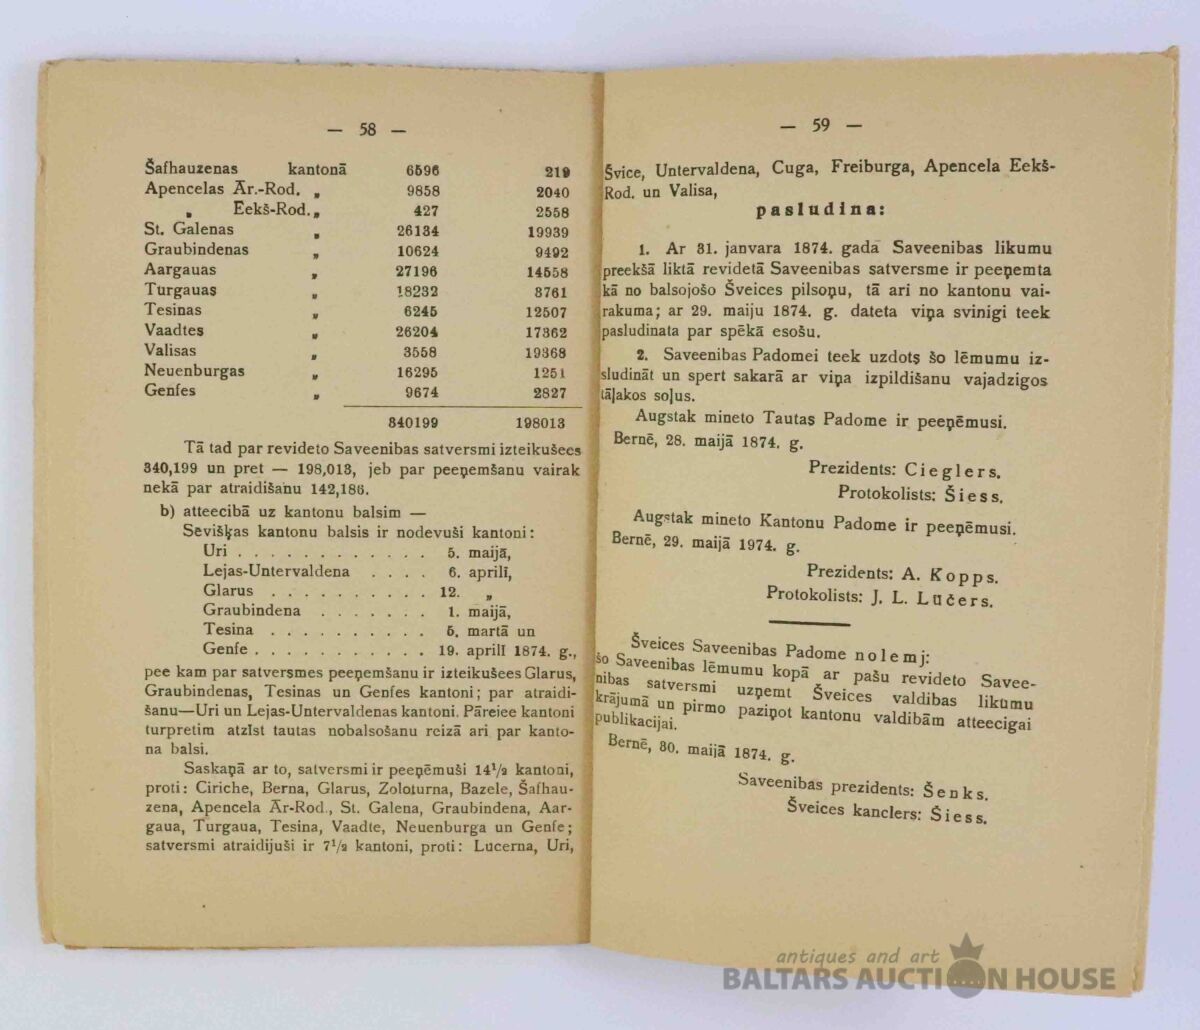 — 58 —
Šafhauzenas kantonā 6596 219
Apencelas Ār.-Rod. „ 9858 2040
„ Eekš-Rod. „ 427 2558
St. Galenas „ 26134 19939
Graubindenas „ 10624 9492
Aargauas „ 27196 14558
Turgauas „ 18232 3761
Tesinas „ 6245 12507
Vaadtes „ 26204 17362
Valisas „ 3558 19368
Neuenburgas „ 16295 1251
Genfes „ 9674 2827
340199 198013
Tā tad par revideto Saveenibas satversmi izteikušees
340,199 un pret — 198,013, jeb par peeņemšanu vairak
nekā par atraidišanu 142,186.
b) atteecibā uz kantonu balsim —
Sevišķas kantonu balsis ir nodevuši kantoni:
Uri . . . . . . . . . . . . 5. maijā,
Lejas-Untervaldena . . . . 6. aprilī,
Glarus . . . . . . . . . . 12. „
Graubindena . . . . . . . 1. maijā,
Tesina . . . . . . . . . . 5. martā un
Genfe . . . . . . . . . . . 19. aprilī 1874. g.,
pee kam par satversmes peeņemšanu ir izteikušees Glarus,
Graubindenas, Tesinas un Genfes kantoni; par atraidi-
šanu—Uri un Lejas-Untervaldenas kantoni. Pāreiee kantoni
turpretim atzīst tautas nobalsošanu reizā ari par kanto-
na balsi.
Saskaņā ar to, satversmi ir peeņēmuši 14½ kantoni,
proti: Ciriche, Berna, Glarus, Zoloturna, Bazele, Šafhau-
zena, Apencela Ār-Rod., St. Galena, Graubindena, Aar-
gaua, Turgaua, Tesina, Vaadte, Neuenburga un Genfe;
satversmi atraidijuši ir 7½ kantoni, proti: Lucerna, Uri,
— 59 —
Švice, Untervaldena, Cuga, Freiburga, Apencela Eekš-
Rod. un Valisa,
pasludina:
1. Ar 31. janvara 1874. gada Saveenibas likumu
preekšā liktā revidetā Saveenibas satversme ir peeņemta
kā no balsojošo Šveices pilsoņu, tā ari no kantonu vai-
rakuma; ar 29. maiju 1874. g. dateta viņa svinigi teek
pasludinata par spēkā esošu.
2. Saveenibas Padomei teek uzdots šo lēmumu iz-
sludināt un spert sakarā ar viņa izpildišanu vajadzigos
tāļakos soļus.
Augstak mineto Tautas Padome ir peeņēmusi.
Bernē, 28. maijā 1874. g.
Prezidents: Cieglers.
Protokolists: Šiess.
Augstak mineto Kantonu Padome ir peeņēmusi.
Bernē, 29. maijā 1974. g.
Prezidents: A. Kopps.
Protokolists: J. L. Lūčers.
Šveices Saveenibas Padome nolemj:
šo Saveenibas lēmumu kopā ar pašu revideto Savee-
nibas satversmi uzņemt Šveices valdibas likumu
krājumā un pirmo paziņot kantonu valdibām atteecigai
publikacijai.
Bernē, 30. maijā 1874. g.
Saveenibas prezidents: Šenks.
Šveices kanclers: Šiess.
antiques and art
BALTARS AUCTION HOUSE